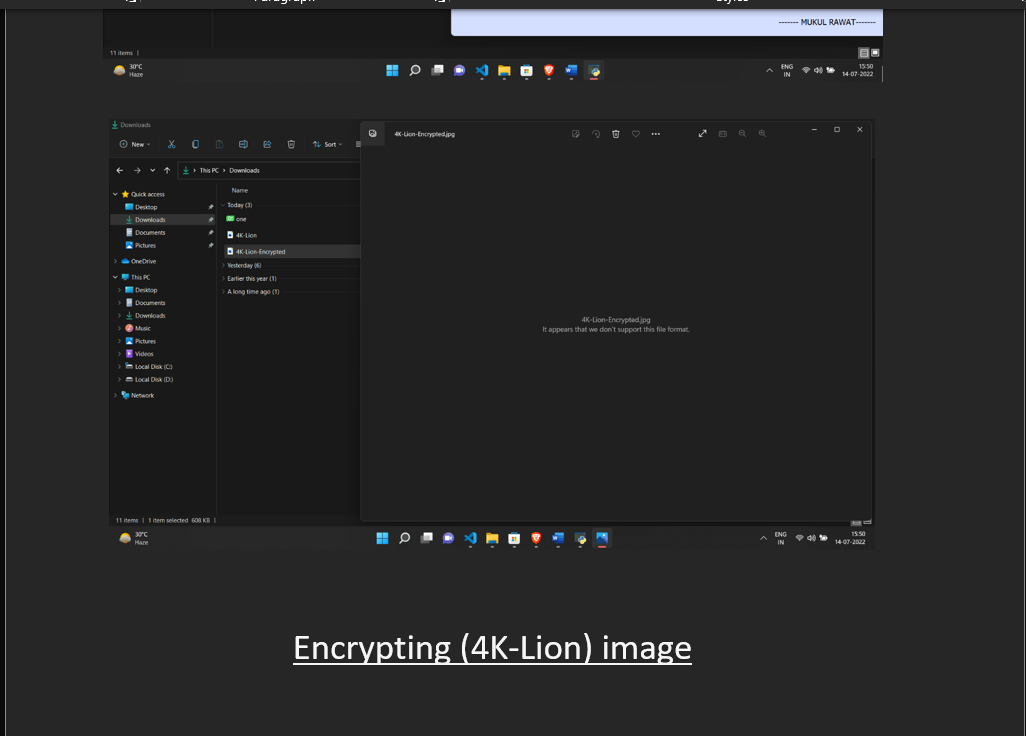 ------- MUKUL RAWAT-------
11 items
30°C
Haze
ENG
IN
15:50
14-07-2022
Downloads
New
Sort
4K-Lion-Encrypted.jpg
This PC > Downloads
Name
Quick access
Desktop
Downloads
Documents
Pictures
OneDrive
This PC
Desktop
Documents
Downloads
Music
Pictures
Videos
Local Disk (C:)
Local Disk (D:)
Network
Today (3)
one
4K-Lion
4K-Lion-Encrypted
Yesterday (6)
Earlier this year (1)
A long time ago (1)
4K-Lion-Encrypted.jpg
It appears that we don't support this file format.
11 items | 1 item selected 608 KB |
30°C
Haze
ENG
IN
15:50
14-07-2022
Encrypting (4K-Lion) image